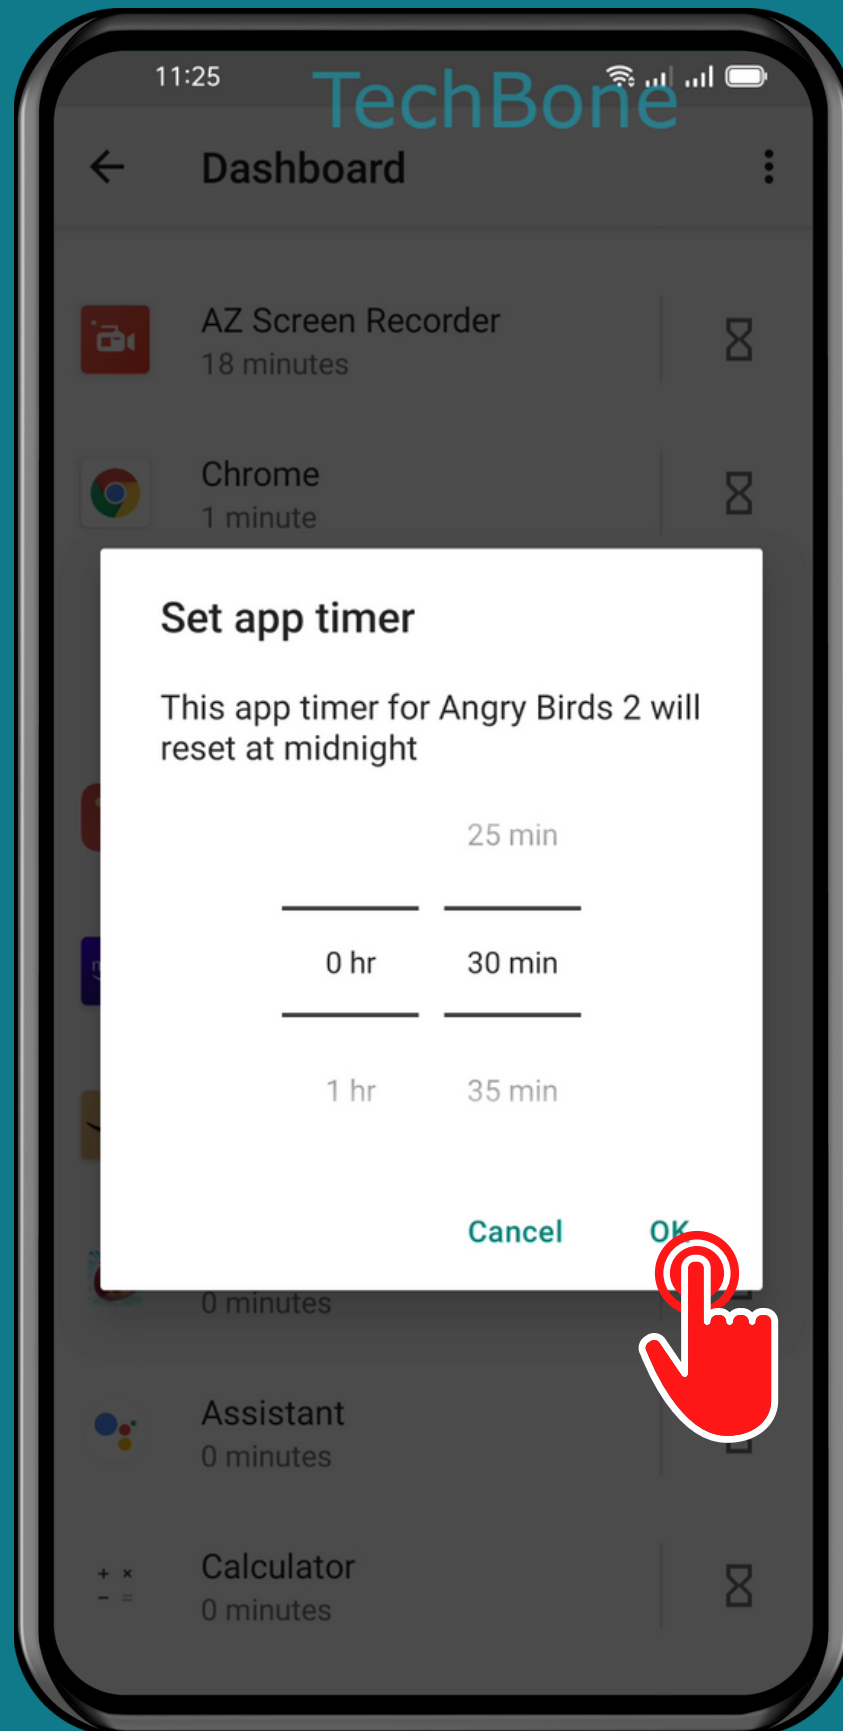 11:25
TechBone
Dashboard
AZ Screen Recorder
18 minutes
Chrome
1 minute
Set app timer
This app timer for Angry Birds 2 will
reset at midnight
25 min
0 hr 30 min
1 hr 35 min
Cancel OK
0 minutes
Assistant
0 minutes
Calculator
0 minutes